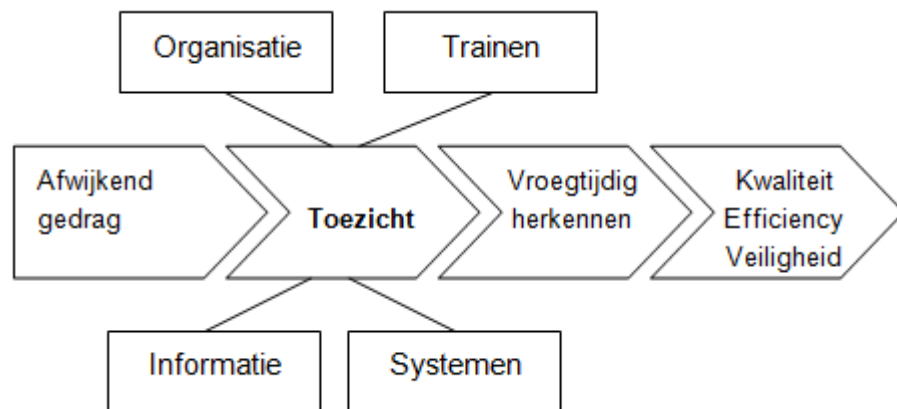 Organisatie
Trainen
Afwijkend
gedrag
Toezicht
Vroegtijdig
herkennen
Kwaliteit
Efficiency
Veiligheid
Informatie
Systemen